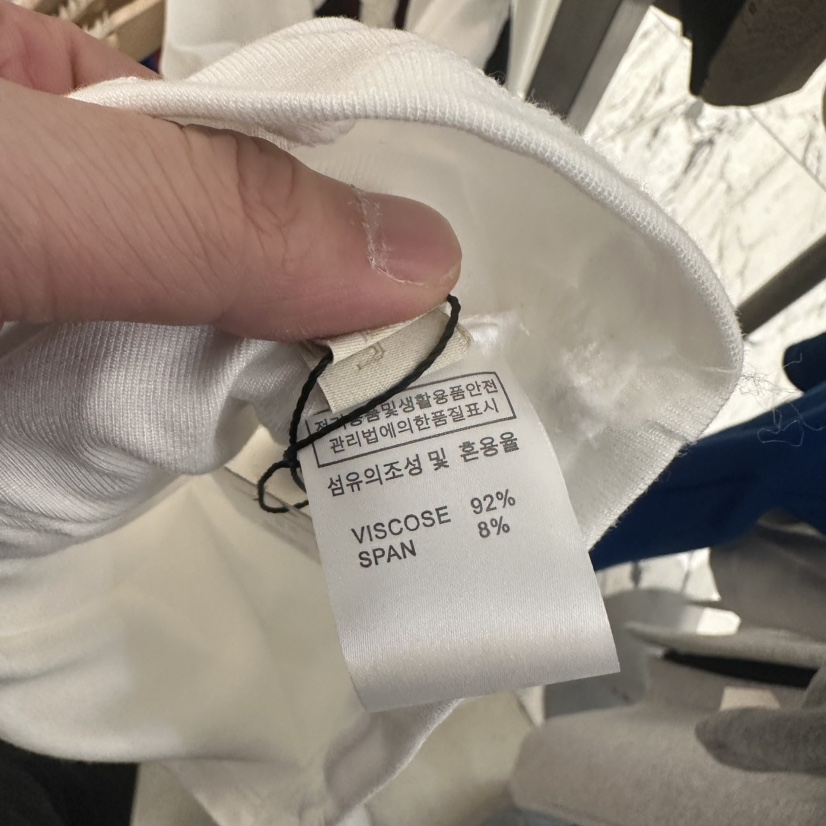 전기용품및생활용품안전
관리법에의한품질표시
섬유의조성 및 혼용율
VISCOSE 92%
SPAN 8%